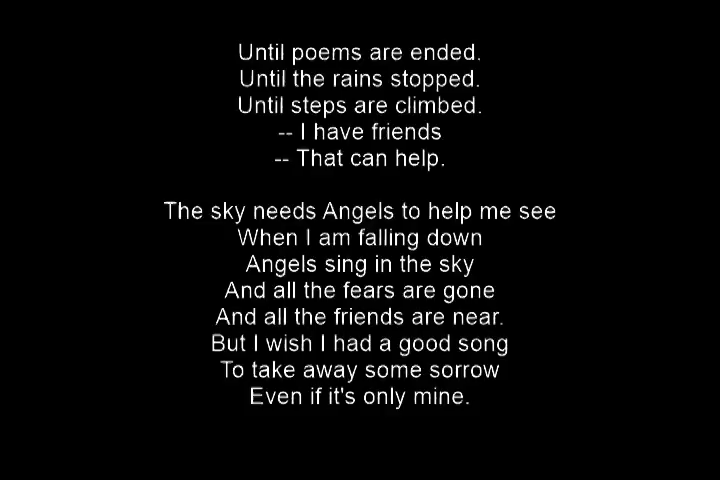 Until poems are ended.
Until the rains stopped.
Until steps are climbed.
-- I have friends
-- That can help.
The sky needs Angels to help me see
When I am falling down
Angels sing in the sky
And all the fears are gone
And all the friends are near.
But I wish I had a good song
To take away some sorrow
Even if it's only mine.